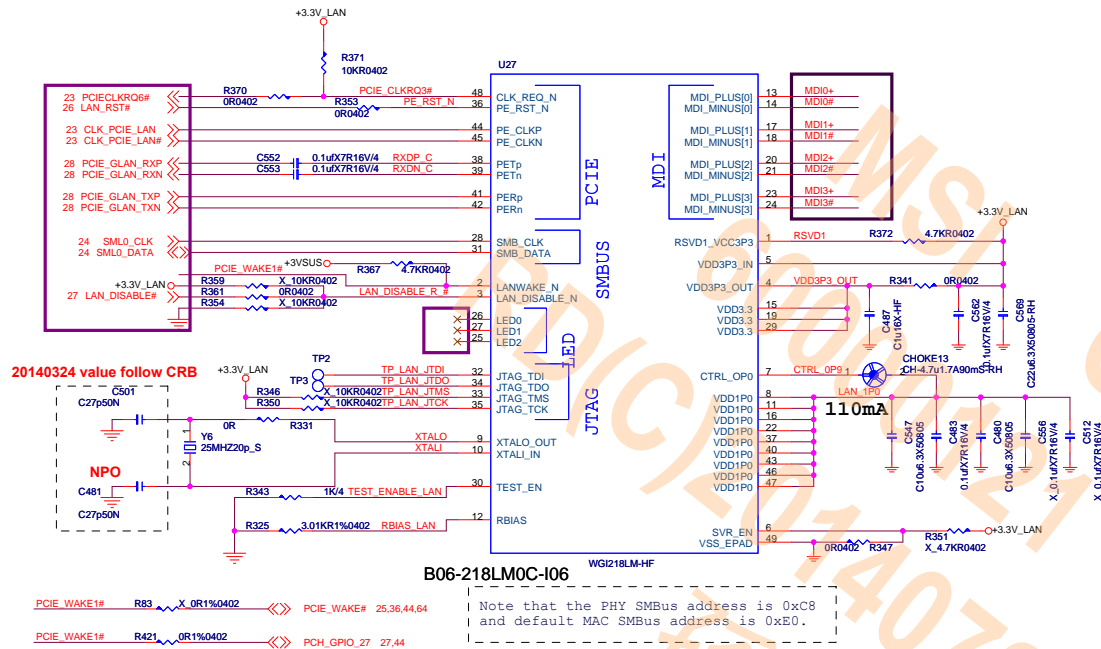 +3.3V_LAN
R371
10KR0402
U27
23 PCIECLKRQ6#
R370
0R0402
PCIE_CLKRQ3#
48
CLK_REQ_N
26 LAN_RST#
R353
0R0402
PE_RST_N
36
PE_RST_N
23 CLK_PCIE_LAN
44
PE_CLKP
23 CLK_PCIE_LAN#
45
PE_CLKN
28 PCIE_GLAN_RXP
C552
0.1ufX7R16V/4
RXDP_C
38
PETp
28 PCIE_GLAN_RXN
C553
0.1ufX7R16V/4
RXDN_C
39
PETn
28 PCIE_GLAN_TXP
41
PERp
28 PCIE_GLAN_TXN
42
PERn
PCIE
24 SML0_CLK
28
SMB_CLK
24 SML0_DATA
31
SMB_DATA
SMBUS
PCIE_WAKE1#
+3VSUS
R367
4.7KR0402
2
LANWAKE_N
+3.3V_LAN
R359
X_10KR0402
27 LAN_DISABLE#
R361
0R0402
LAN_DISABLE_R_#
3
LAN_DISABLE_N
R354
X_10KR0402
26
LED0
27
LED1
25
LED2
LED
20140324 value follow CRB
+3.3V_LAN
TP2
TP3
TP_LAN_JTDI
32
JTAG_TDI
TP_LAN_JTDO
34
JTAG_TDO
R346
X_10KR0402
TP_LAN_JTMS
33
JTAG_TMS
R350
X_10KR0402
TP_LAN_JTCK
35
JTAG_TCK
JTAG
C501
C27p50N
0R
R331
XTALO
9
XTALO_OUT
1
Y6
25MHZ20p_S
2
XTALI
10
XTALI_IN
NPO
C481
C27p50N
R343
1K/4
TEST_ENABLE_LAN
30
TEST_EN
R325
3.01KR1%0402
RBIAS_LAN
12
RBIAS
MDI
MDI_PLUS[0]
13
MDI0+
MDI_MINUS[0]
14
MDI0#
MDI_PLUS[1]
17
MDI1+
MDI_MINUS[1]
18
MDI1#
MDI_PLUS[2]
20
MDI2+
MDI_MINUS[2]
21
MDI2#
MDI_PLUS[3]
23
MDI3+
MDI_MINUS[3]
24
MDI3#
+3.3V_LAN
RSVD1_VCC3P3
1
RSVD1
R372
4.7KR0402
VDD3P3_IN
5
VDD3P3_OUT
4
VDD3P3_OUT
R341
0R0402
VDD3.3
15
VDD3.3
19
VDD3.3
29
C487
C1u16X-HF
C562
0.1ufX7R16V/4
C569
C22u6.3X50805-RH
CTRL_OP0
7
CTRL_0P9
1
2
CHOKE13
CH-4.7u1.7A90mS-RH
LAN_1P0
110mA
VDD1P0
8
VDD1P0
11
VDD1P0
16
VDD1P0
22
VDD1P0
37
VDD1P0
40
VDD1P0
43
VDD1P0
46
VDD1P0
47
C547
C10u6.3X50805
C483
0.1ufX7R16V/4
C480
C10u6.3X50805
C556
X_0.1ufX7R16V/4
C512
X_0.1ufX7R16V/4
SVR_EN
6
R351
X_4.7KR0402
+3.3V_LAN
VSS_EPAD
49
0R0402
R347
WGI218LM-HF
B06-218LM0C-I06
Note that the PHY SMBus address is 0xC8
and default MAC SMBus address is 0xE0.
PCIE_WAKE1#
R83
X_0R1%0402
PCIE_WAKE# 25,36,44,64
PCIE_WAKE1#
R421
0R1%0402
PCH_GPIO_27 27,44